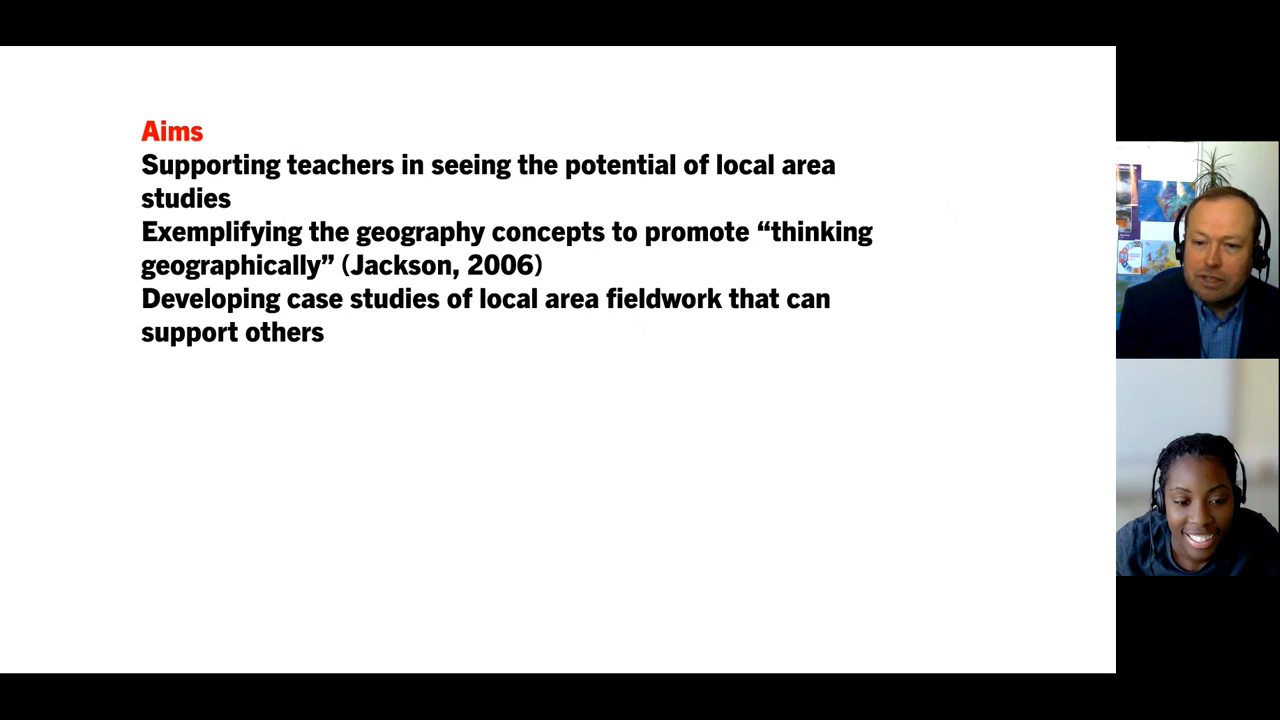 Aims
Supporting teachers in seeing the potential of local area
studies
Exemplifying the geography concepts to promote “thinking
geographically” (Jackson, 2006)
Developing case studies of local area fieldwork that can
support others